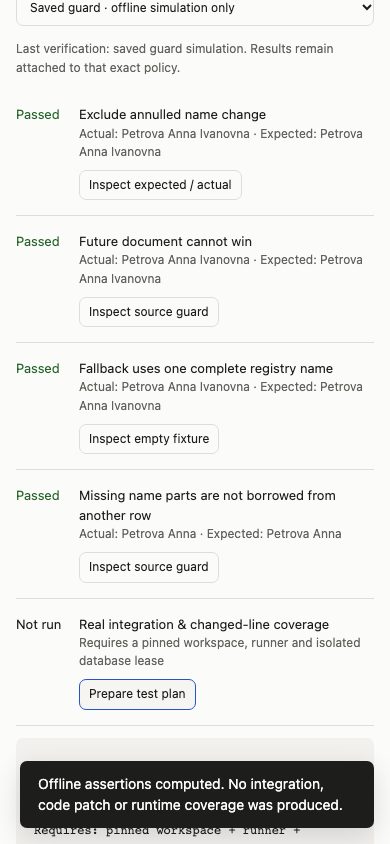 Saved guard · offline simulation only
Last verification: saved guard simulation. Results remain
attached to that exact policy.
Passed
Exclude annulled name change
Actual: Petrova Anna Ivanovna · Expected: Petrova
Anna Ivanovna
Inspect expected / actual
Passed
Future document cannot win
Actual: Petrova Anna Ivanovna · Expected: Petrova
Anna Ivanovna
Inspect source guard
Passed
Fallback uses one complete registry name
Actual: Petrova Anna Ivanovna · Expected: Petrova
Anna Ivanovna
Inspect empty fixture
Passed
Missing name parts are not borrowed from
another row
Actual: Petrova Anna · Expected: Petrova Anna
Inspect source guard
Not run
Real integration & changed-line coverage
Requires a pinned workspace, runner and isolated
database lease
Prepare test plan
Offline assertions computed. No integration,
code patch or runtime coverage was produced.
Requires: pinned workspace + runner +